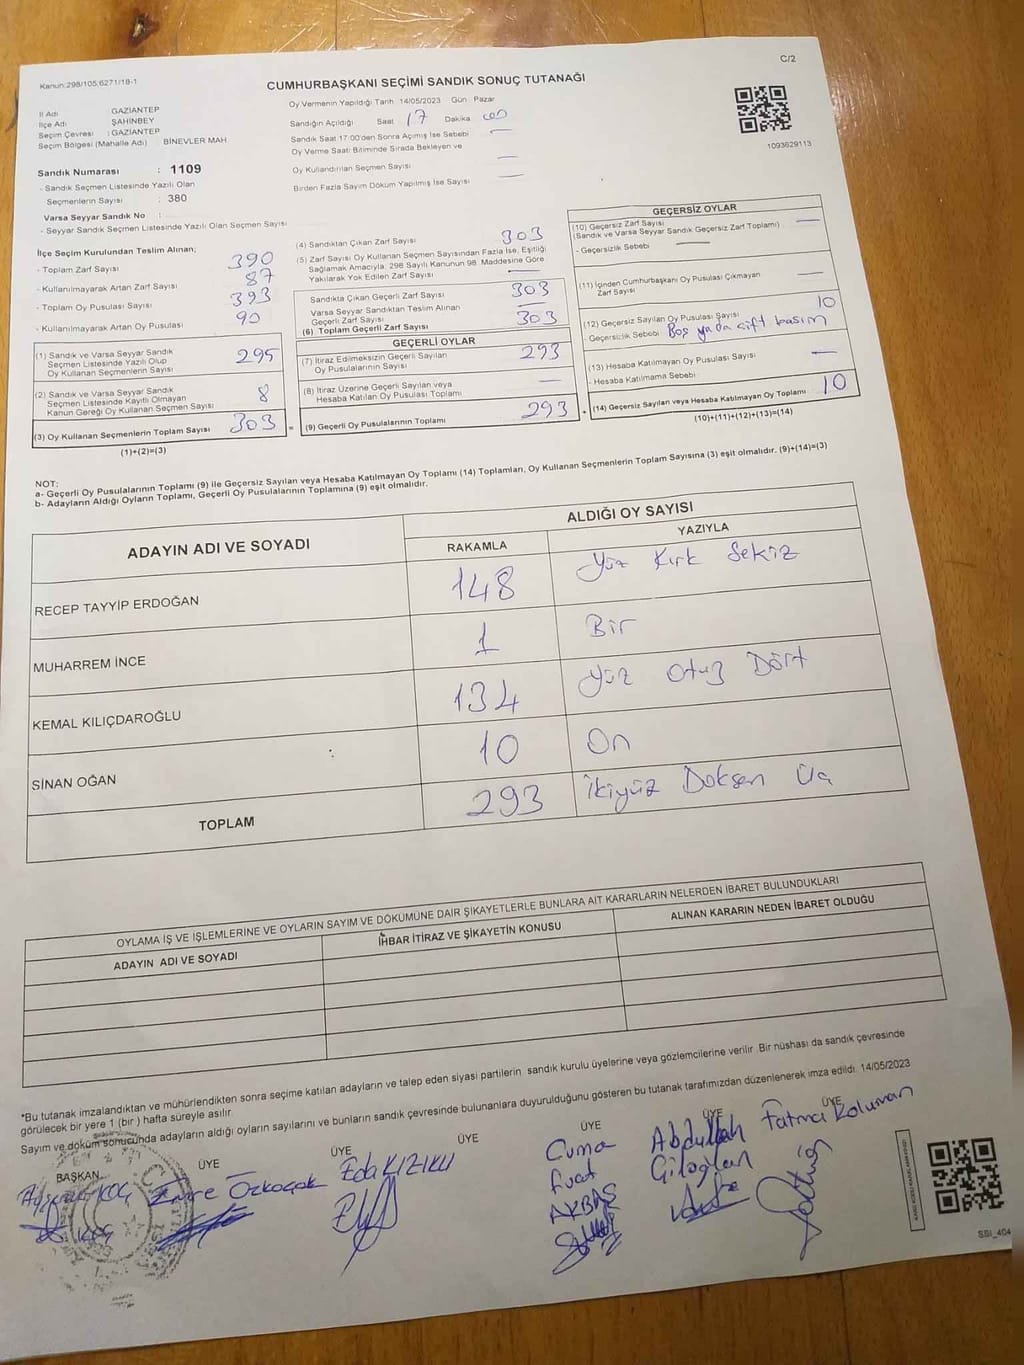 C/2
Kanun:298/105;6271/18-1
CUMHURBAŞKANI SEÇİMİ SANDIK SONUÇ TUTANAĞI
İl Adı : GAZİANTEP
İlçe Adı ŞAHİNBEY
Seçim Çevresi : GAZİANTEP
Seçim Bölgesi (Mahalle Adı) BİNEVLER MAH
Oy Vermenin Yapıldığı Tarih 14/05/2023 Gün Pazar
Sandığın Açıldığı Saat 17 Dakika
Sandık Saat 17:00'den Sonra Açılmış İse Sebebi —
Oy Verme Saati Bitiminde Sırada Bekleyen ve
Oy Kullandırılan Seçmen Sayısı —
Birden Fazla Sayım Döküm Yapılmış İse Sayısı —
1093629113
Sandık Numarası : 1109
- Sandık Seçmen Listesinde Yazılı Olan
Seçmenlerin Sayısı : 380
Varsa Seyyar Sandık No :
- Seyyar Sandık Seçmen Listesinde Yazılı Olan Seçmen Sayısı :
İlçe Seçim Kurulundan Teslim Alınan;
- Toplam Zarf Sayısı 390
- Kullanılmayarak Artan Zarf Sayısı 87
- Toplam Oy Pusulası Sayısı 393
- Kullanılmayarak Artan Oy Pusulası 90
(1) Sandık ve Varsa Seyyar Sandık
Seçmen Listesinde Yazılı Olup
Oy Kullanan Seçmenlerin Sayısı 295
(2) Sandık ve Varsa Seyyar Sandık
Seçmen Listesinde Kayıtlı Olmayan
Kanun Gereği Oy Kullanan Seçmen Sayısı 8
(3) Oy Kullanan Seçmenlerin Toplam Sayısı 303
(1)+(2)=(3)
(4) Sandıktan Çıkan Zarf Sayısı 303
(5) Zarf Sayısı Oy Kullanan Seçmen Sayısından Fazla İse, Eşitliği
Sağlamak Amacıyla; 298 Sayılı Kanunun 98. Maddesine Göre
Yakılarak Yok Edilen Zarf Sayısı —
Sandıkta Çıkan Geçerli Zarf Sayısı 303
Varsa Seyyar Sandıktan Teslim Alınan
Geçerli Zarf Sayısı —
(6) Toplam Geçerli Zarf Sayısı 303
GEÇERLİ OYLAR
(7) İtiraz Edilmeksizin Geçerli Sayılan
Oy Pusulalarının Sayısı 293
(8) İtiraz Üzerine Geçerli Sayılan veya
Hesaba Katılan Oy Pusulası Toplamı —
= (9) Geçerli Oy Pusulalarının Toplamı 293
GEÇERSİZ OYLAR
(10) Geçersiz Zarf Sayısı
(Sandık ve Varsa Seyyar Sandık Geçersiz Zarf Toplamı) —
- Geçersizlik Sebebi —
(11) İçinden Cumhurbaşkanı Oy Pusulası Çıkmayan
Zarf Sayısı —
(12) Geçersiz Sayılan Oy Pusula Sayısı 10
- Geçersizlik Sebebi Boş ya da çift basım
(13) Hesaba Katılmayan Oy Pusulası Sayısı —
- Hesaba Katılmama Sebebi
+ (14) Geçersiz Sayılan veya Hesaba Katılmayan Oy Toplamı 10
(10)+(11)+(12)+(13)=(14)
NOT:
a- Geçerli Oy Pusulalarının Toplamı (9) ile Geçersiz Sayılan veya Hesaba Katılmayan Oy Toplamı (14) Toplamları, Oy Kullanan Seçmenlerin Toplam Sayısına (3) eşit olmalıdır. (9)+(14)=(3)
b- Adayların Aldığı Oyların Toplamı, Geçerli Oy Pusulalarının Toplamına (9) eşit olmalıdır.
ADAYIN ADI VE SOYADI
ALDIĞI OY SAYISI
RAKAMLA YAZIYLA
RECEP TAYYİP ERDOĞAN 148 Yüz Kırk Sekiz
MUHARREM İNCE 1 Bir
KEMAL KILIÇDAROĞLU 134 Yüz Otuz Dört
SİNAN OĞAN 10 On
TOPLAM 293 İkiyüz Doksan Üç
OYLAMA İŞ VE İŞLEMLERİNE VE OYLARIN SAYIM VE DÖKÜMÜNE DAİR ŞİKAYETLERLE BUNLARA AİT KARARLARIN NELERDEN İBARET BULUNDUKLARI
ADAYIN ADI VE SOYADI
İHBAR İTİRAZ VE ŞİKAYETİN KONUSU
ALINAN KARARIN NEDEN İBARET OLDUĞU
*Bu tutanak imzalandıktan ve mühürlendikten sonra seçime katılan adayların ve talep eden siyasi partilerin sandık kurulu üyelerine veya gözlemcilerine verilir. Bir nüshası da sandık çevresinde
görülecek bir yere 1 (bir) hafta süreyle asılır.
Sayım ve döküm sonucunda adayların aldığı oyların sayılarını ve bunların sandık çevresinde bulunanlara duyurulduğunu gösteren bu tutanak tarafımızdan düzenlenerek imza edildi. 14/05/2023
BAŞKAN ÜYE ÜYE ÜYE ÜYE ÜYE ÜYE
KOÇ
Emre Özkoçak
Eda KIZIKLI
Cuma
Fuat
AKBAŞ
Abdullah
Fatma Koluman